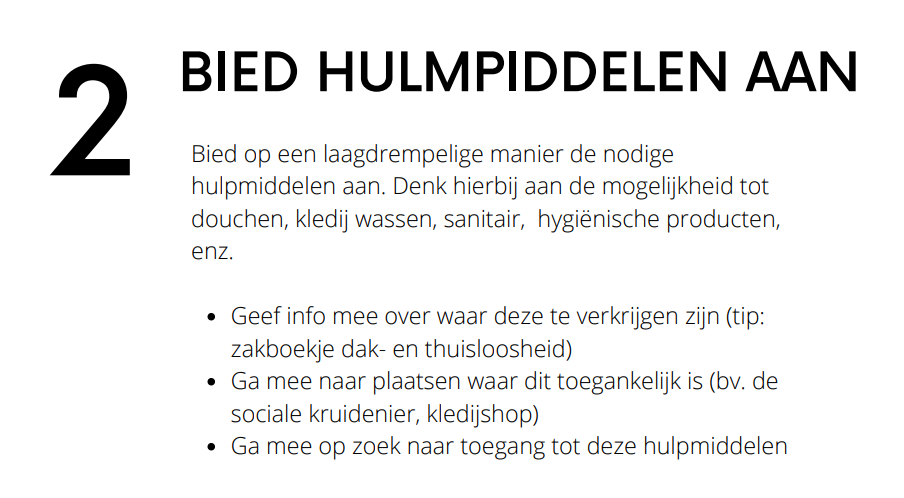 2
BIED HULMPIDDELEN AAN
Bied op een laagdrempelige manier de nodige
hulpmiddelen aan. Denk hierbij aan de mogelijkheid tot
douchen, kledij wassen, sanitair,  hygiënische producten,
enz.
• Geef info mee over waar deze te verkrijgen zijn (tip:
zakboekje dak- en thuisloosheid)
• Ga mee naar plaatsen waar dit toegankelijk is (bv. de
sociale kruidenier, kledijshop)
• Ga mee op zoek naar toegang tot deze hulpmiddelen